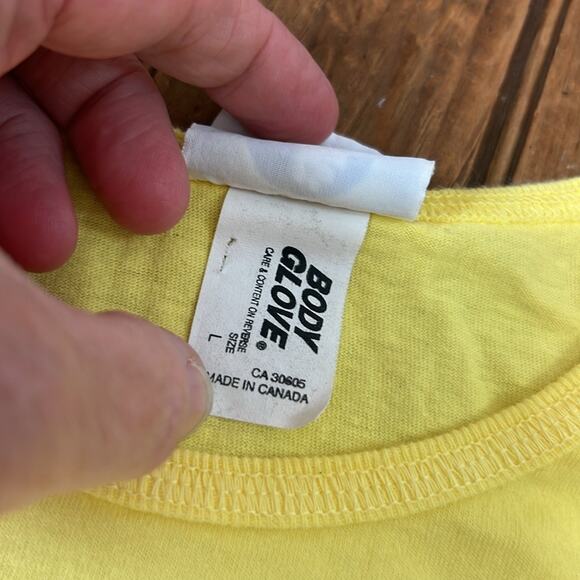 BODY
GLOVE®
CARE & CONTENT ON REVERSE
SIZE
L
CA 30605
MADE IN CANADA